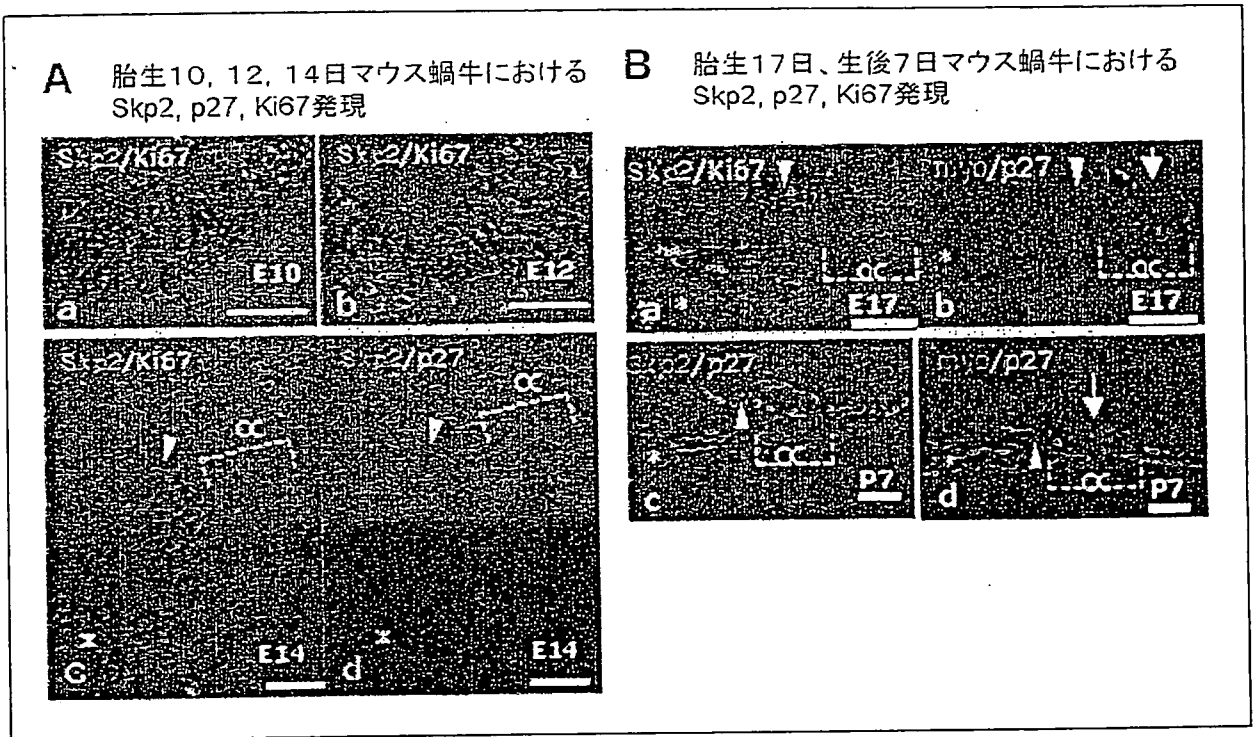 A 胎生10, 12, 14日マウス蝸牛における
Skp2, p27, Ki67発現
B 胎生17日、生後7日マウス蝸牛における
Skp2, p27, Ki67発現
Skp2/Ki67
E10
a
Skp2/Ki67
E12
b
Skp2/Ki67
OC
E14
c
Skp2/p27
OC
E14
d
Skp2/Ki67
OC
E17
a
myo/p27
OC
E17
b
Skp2/p27
OC
P7
c
myo/p27
OC
P7
d